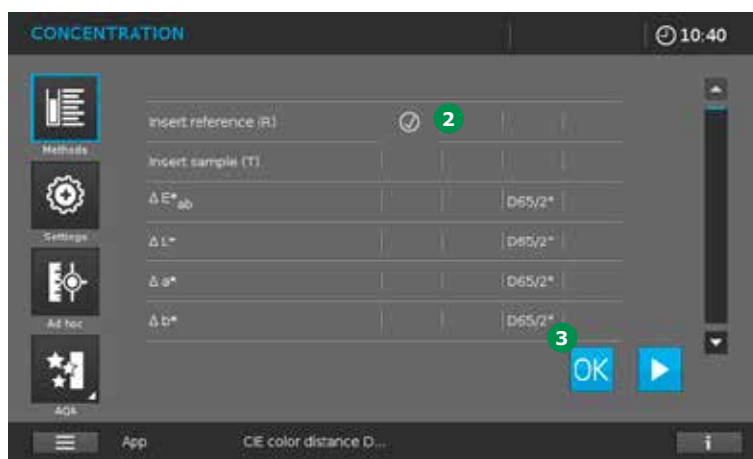 CONCENTRATION 10:40
Methods
Insert reference (R) 2
Insert sample (T)
Δ E*ab D65/2°
Settings
Δ L* D65/2°
Δ a* D65/2°
Ad hoc
Δ b* D65/2°
3
OK
AQA
App CIE color distance D... i